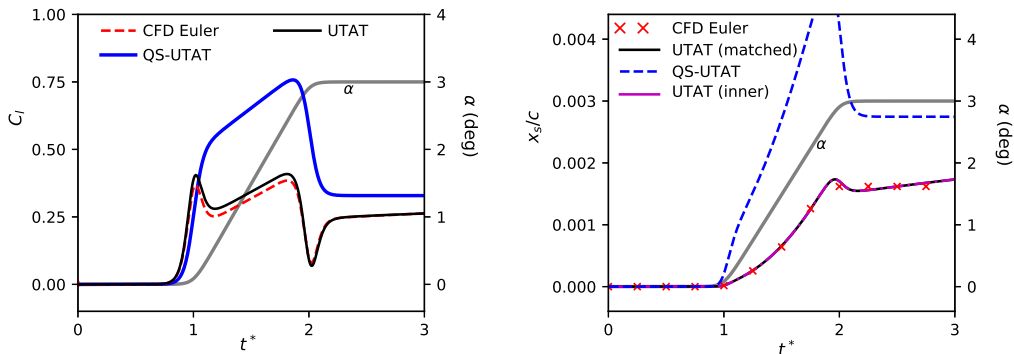 1.00
0.75
0.50
0.25
0.00
C_l
CFD Euler
UTAT
QS-UTAT
α
4
3
2
1
0
α (deg)
0
1
2
3
t*
0.004
0.003
0.002
0.001
0.000
x_s/c
CFD Euler
UTAT (matched)
QS-UTAT
UTAT (inner)
α
4
3
2
1
0
α (deg)
0
1
2
3
t*